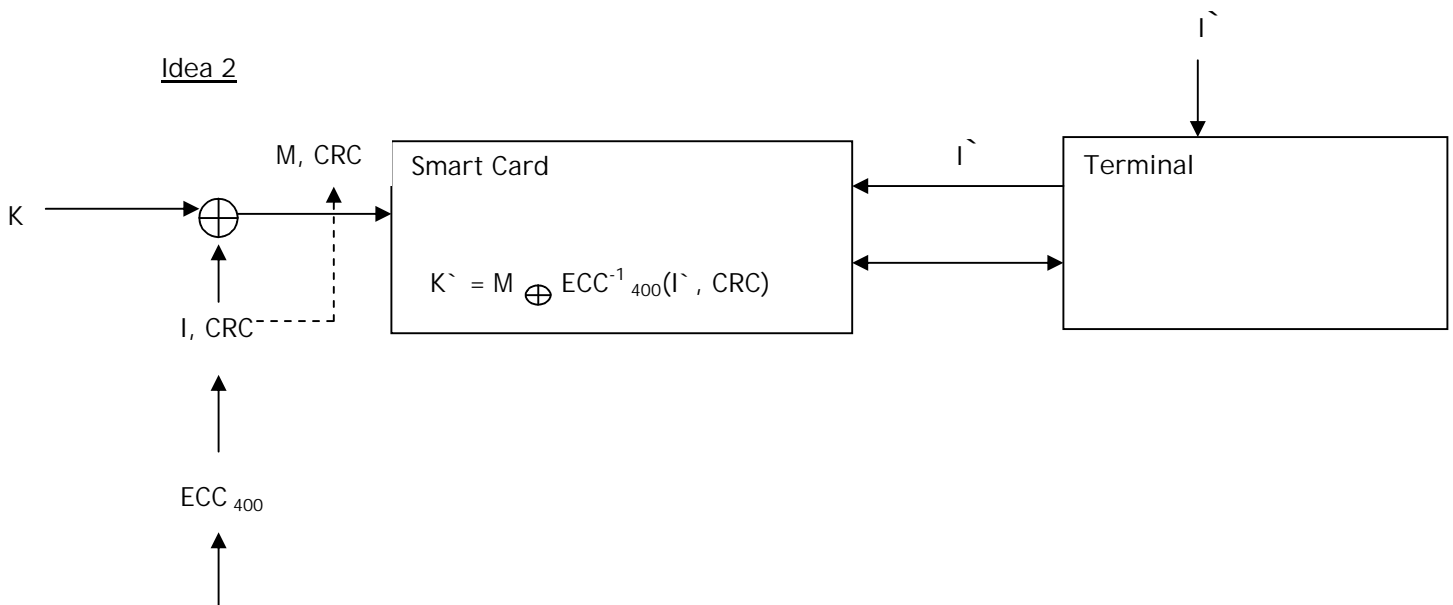 I`
Idea 2
M, CRC
Smart Card
I`
Terminal
K
K` = M ⊕ ECC⁻¹ ₄₀₀(I` , CRC)
I, CRC
ECC ₄₀₀